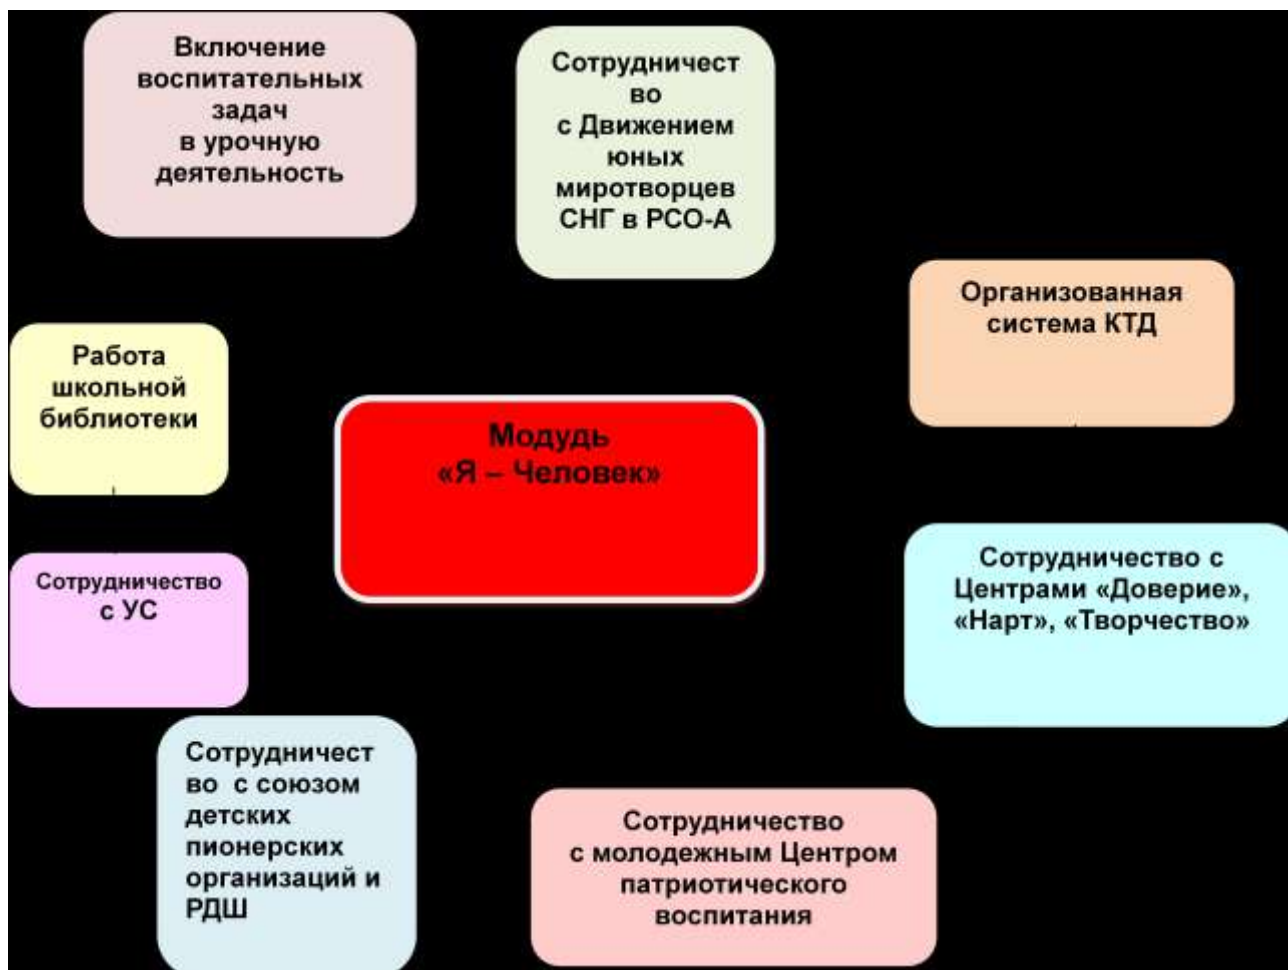 Включение
воспитательных
задач
в урочную
деятельность
Сотрудничест
во
с Движением
юных
миротворцев
СНГ в РСО-А
Организованная
система КТД
Работа
школьной
библиотеки
Модудь
«Я – Человек»
Сотрудничество с
Центрами «Доверие»,
«Нарт», «Творчество»
Сотрудничество
с УС
Сотрудничест
во с союзом
детских
пионерских
организаций и
РДШ
Сотрудничество
с молодежным Центром
патриотического
воспитания